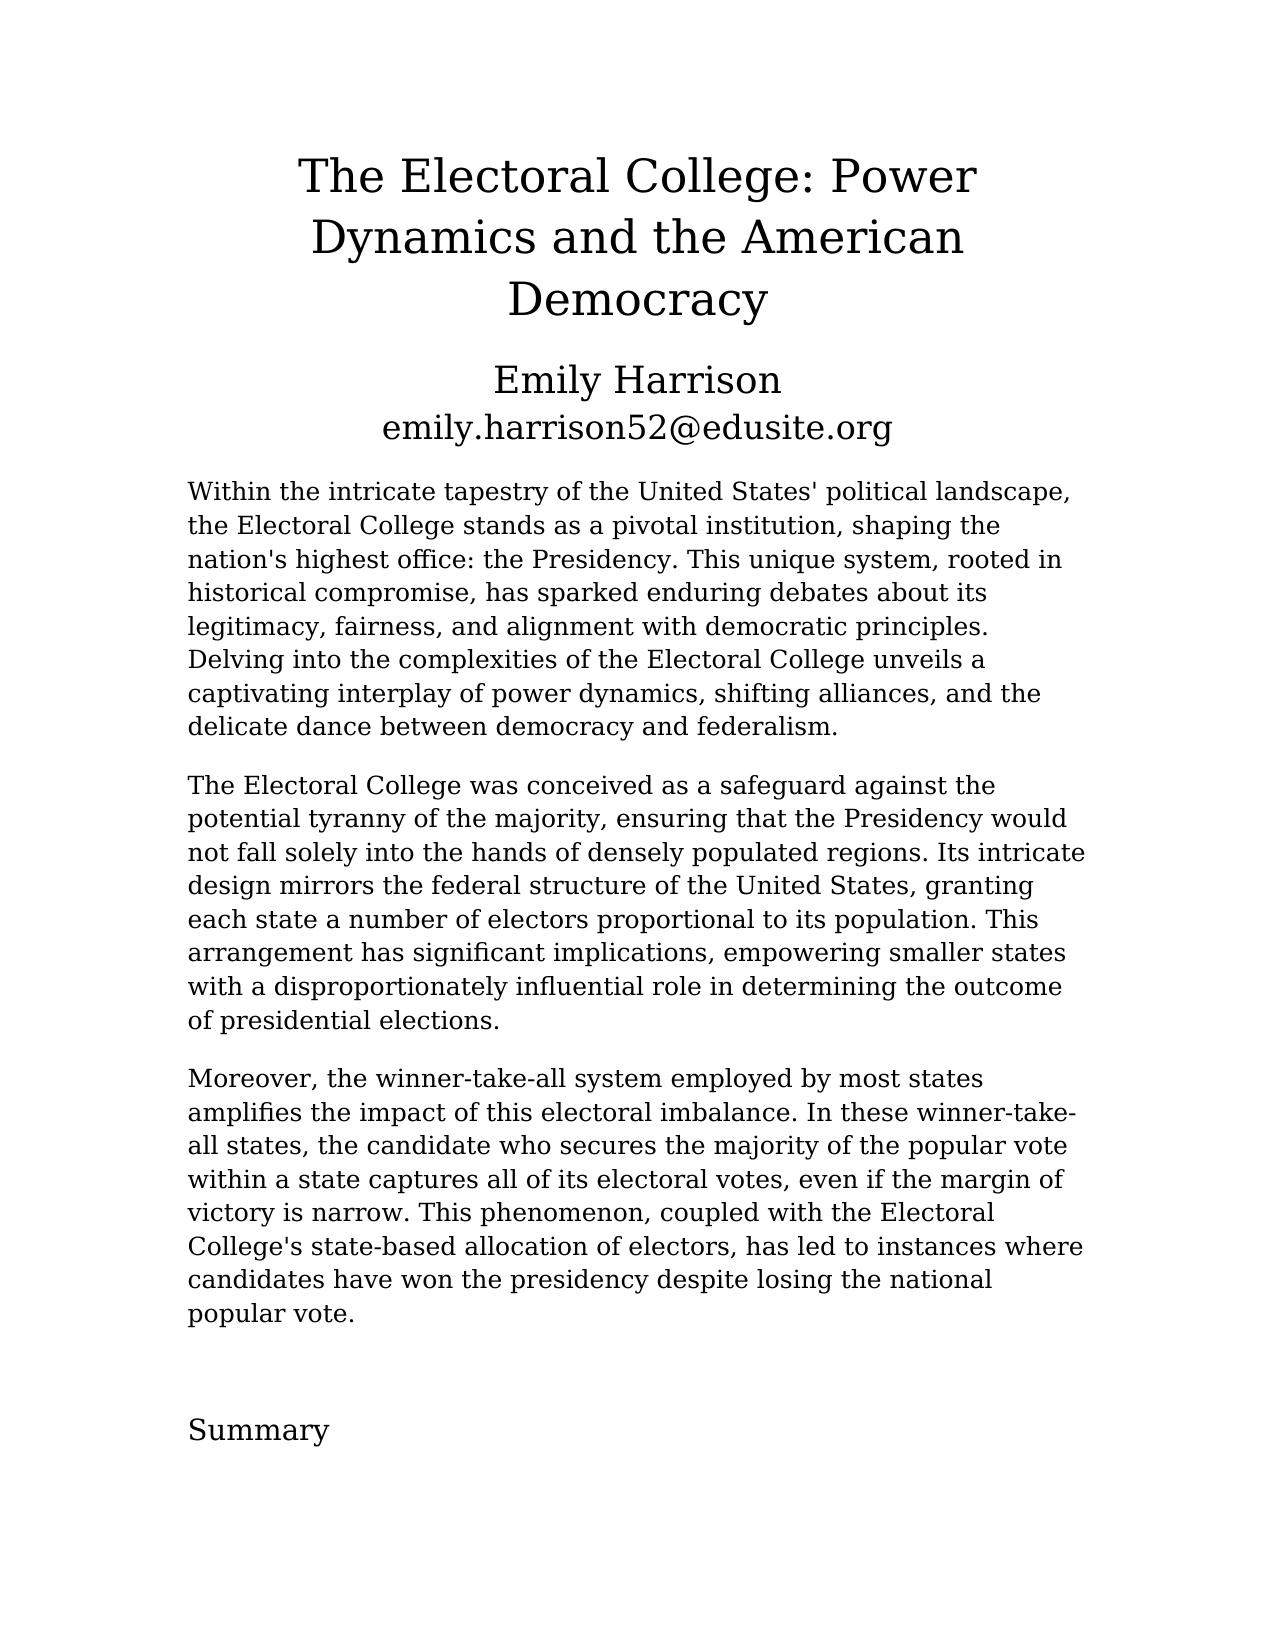 The Electoral College: Power
Dynamics and the American
Democracy
Emily Harrison
emily.harrison52@edusite.org
Within the intricate tapestry of the United States' political landscape,
the Electoral College stands as a pivotal institution, shaping the
nation's highest office: the Presidency. This unique system, rooted in
historical compromise, has sparked enduring debates about its
legitimacy, fairness, and alignment with democratic principles.
Delving into the complexities of the Electoral College unveils a
captivating interplay of power dynamics, shifting alliances, and the
delicate dance between democracy and federalism.
The Electoral College was conceived as a safeguard against the
potential tyranny of the majority, ensuring that the Presidency would
not fall solely into the hands of densely populated regions. Its intricate
design mirrors the federal structure of the United States, granting
each state a number of electors proportional to its population. This
arrangement has significant implications, empowering smaller states
with a disproportionately influential role in determining the outcome
of presidential elections.
Moreover, the winner-take-all system employed by most states
amplifies the impact of this electoral imbalance. In these winner-take-
all states, the candidate who secures the majority of the popular vote
within a state captures all of its electoral votes, even if the margin of
victory is narrow. This phenomenon, coupled with the Electoral
College's state-based allocation of electors, has led to instances where
candidates have won the presidency despite losing the national
popular vote.
Summary